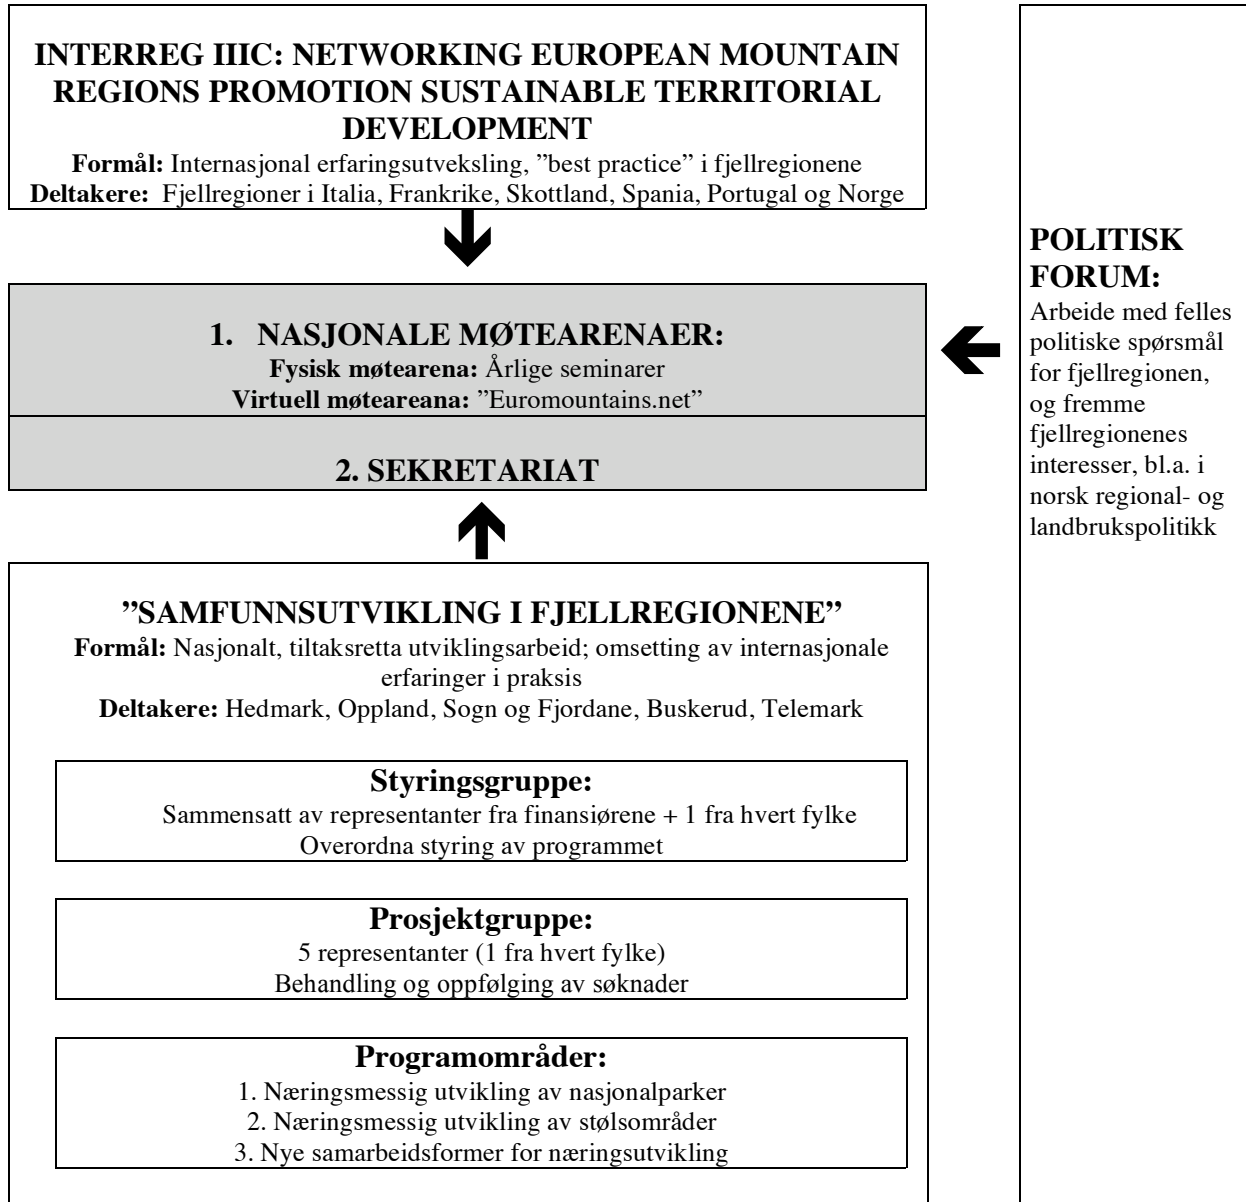 INTERREG IIIC: NETWORKING EUROPEAN MOUNTAIN
REGIONS PROMOTION SUSTAINABLE TERRITORIAL
DEVELOPMENT
Formål: Internasjonal erfaringsutveksling, ”best practice” i fjellregionene
Deltakere: Fjellregioner i Italia, Frankrike, Skottland, Spania, Portugal og Norge
1. NASJONALE MØTEARENAER:
Fysisk møtearena: Årlige seminarer
Virtuell møteareana: ”Euromountains.net”
2. SEKRETARIAT
”SAMFUNNSUTVIKLING I FJELLREGIONENE”
Formål: Nasjonalt, tiltaksretta utviklingsarbeid; omsetting av internasjonale
erfaringer i praksis
Deltakere: Hedmark, Oppland, Sogn og Fjordane, Buskerud, Telemark
Styringsgruppe:
Sammensatt av representanter fra finansiørene + 1 fra hvert fylke
Overordna styring av programmet
Prosjektgruppe:
5 representanter (1 fra hvert fylke)
Behandling og oppfølging av søknader
Programområder:
1. Næringsmessig utvikling av nasjonalparker
2. Næringsmessig utvikling av stølsområder
3. Nye samarbeidsformer for næringsutvikling
POLITISK
FORUM:
Arbeide med felles
politiske spørsmål
for fjellregionen,
og fremme
fjellregionenes
interesser, bl.a. i
norsk regional- og
landbrukspolitikk